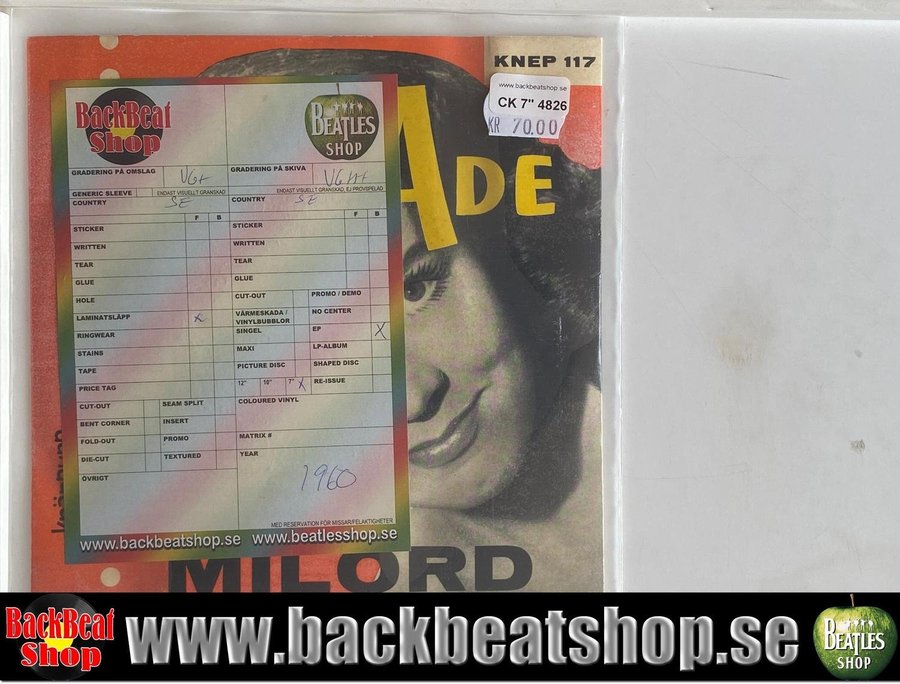 KNEP 117
www.backbeatshop.se
CK 7" 4826
KR 70.00
ADE
BackBeat
Shop
BEATLES
SHOP
GRADERING PÅ OMSLAG VG+
GRADERING PÅ SKIVA VG++
GENERIC SLEEVE
ENDAST VISUELLT GRANSKAD
ENDAST VISUELLT GRANSKAD, EJ PROVSPELAD
COUNTRY SE
COUNTRY SE
F B
F B
STICKER
STICKER
WRITTEN
WRITTEN
TEAR
TEAR
GLUE
GLUE
HOLE
CUT-OUT
PROMO / DEMO
LAMINATSLÄPP x
VÄRMESKADA /
VINYLBUBBLOR
NO CENTER
RINGWEAR
SINGEL
EP X
STAINS
MAXI
LP-ALBUM
TAPE
PICTURE DISC
SHAPED DISC
PRICE TAG
12" 10" 7" X
RE-ISSUE
CUT-OUT
SEAM SPLIT
COLOURED VINYL
BENT CORNER
INSERT
FOLD-OUT
PROMO
MATRIX #
DIE-CUT
TEXTURED
YEAR
1960
ÖVRIGT
MED RESERVATION FÖR MISSAR/FELAKTIGHETER
www.backbeatshop.se www.beatlesshop.se
knäppupp
MILORD
BackBeat
Shop
www.backbeatshop.se
BEATLES
SHOP